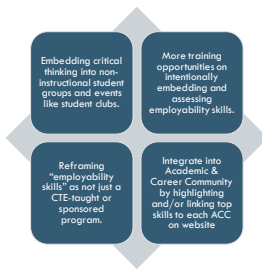 Embedding critical
thinking into non-
instructional student
groups and events
like student clubs.
More training
opportunities on
intentionally
embedding and
assessing
employability skills.
Reframing
"employability
skills" as not just a
CTE-taught or
sponsored
program.
Integrate into
Academic &
Career Community
by highlighting
and/or linking top
skills to each ACC
on website